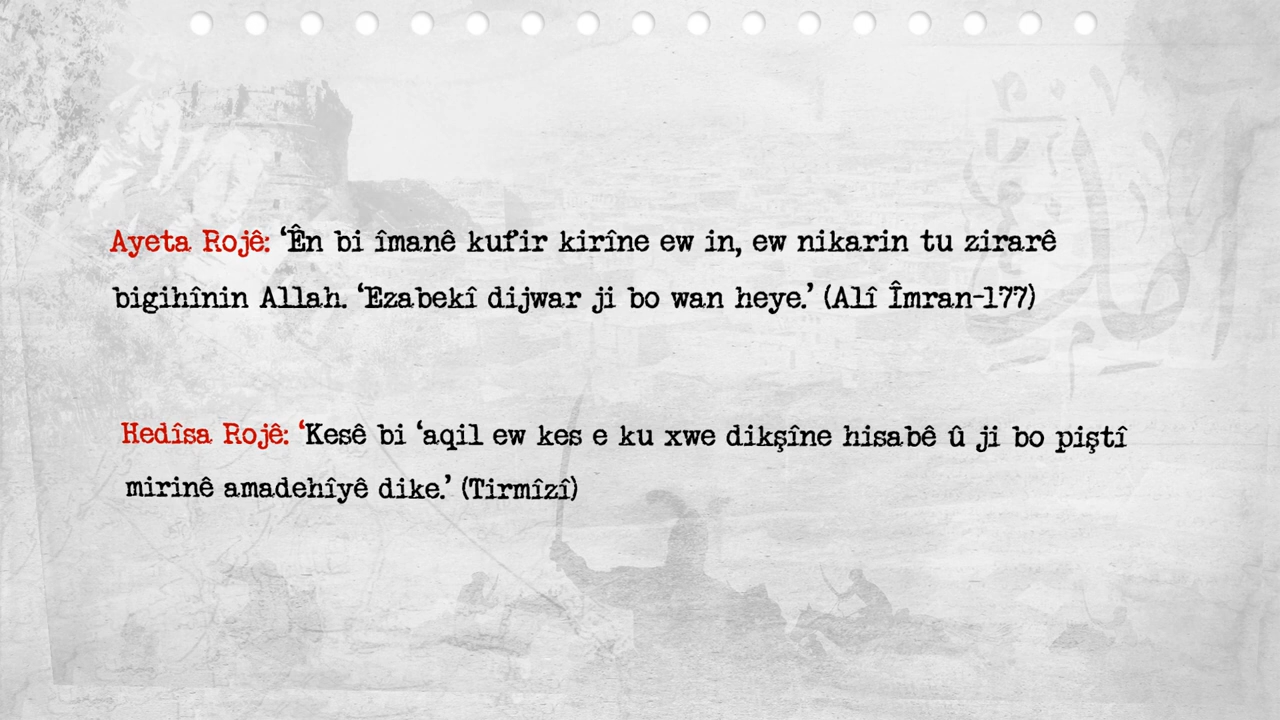 Ayeta Rojê: ‘Ên bi îmanê kufir kirîne ew in, ew nikarin tu zirarê
bigihînin Allah. ‘Ezabekî dijwar ji bo wan heye.’ (Alî Îmran-177)
Hedîsa Rojê: ‘Kesê bi ‘aqil ew kes e ku xwe dikşîne hisabê û ji bo piştî
mirinê amadehîyê dike.’ (Tirmîzî)